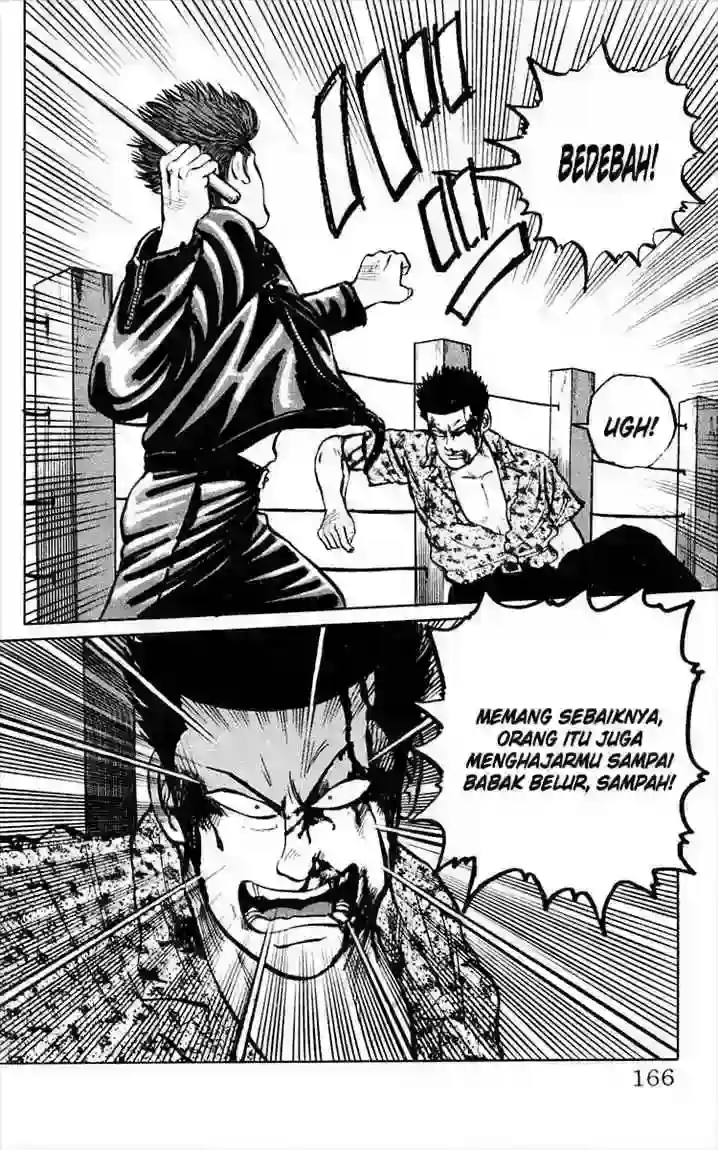 BEDEBAH!
UGH!
MEMANG SEBAIKNYA,
ORANG ITU JUGA
MENGHAJARMU SAMPAI
BABAK BELUR, SAMPAH!
166